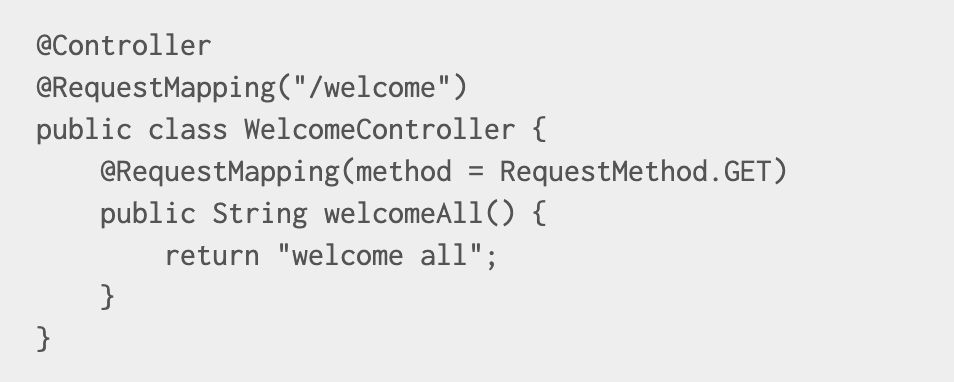 @Controller
@RequestMapping("/welcome")
public class WelcomeController {
    @RequestMapping(method = RequestMethod.GET)
    public String welcomeAll() {
        return "welcome all";
    }
}